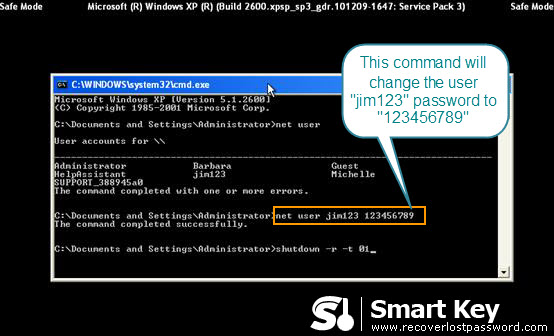 Safe Mode Microsoft (R) Windows XP (R) (Build 2600.xpsp_sp3_gdr.101209-1647: Service Pack 3) Safe Mode
C:\WINDOWS\system32\cmd.exe
Microsoft Windows XP [Version 5.1.2600]
(C) Copyright 1985-2001 Microsoft Corp.
C:\Documents and Settings\Administrator>net user
User accounts for \\
-------------------------------------------------------------------------------
Administrator Barbara Guest
HelpAssistant jim123 Michelle
SUPPORT_388945a0
The command completed with one or more errors.
C:\Documents and Settings\Administrator>net user jim123 123456789
The command completed successfully.
C:\Documents and Settings\Administrator>shutdown -r -t 01_
This command will
change the user
"jim123" password to
"123456789"
Smart Key
www.recoverlostpassword.com